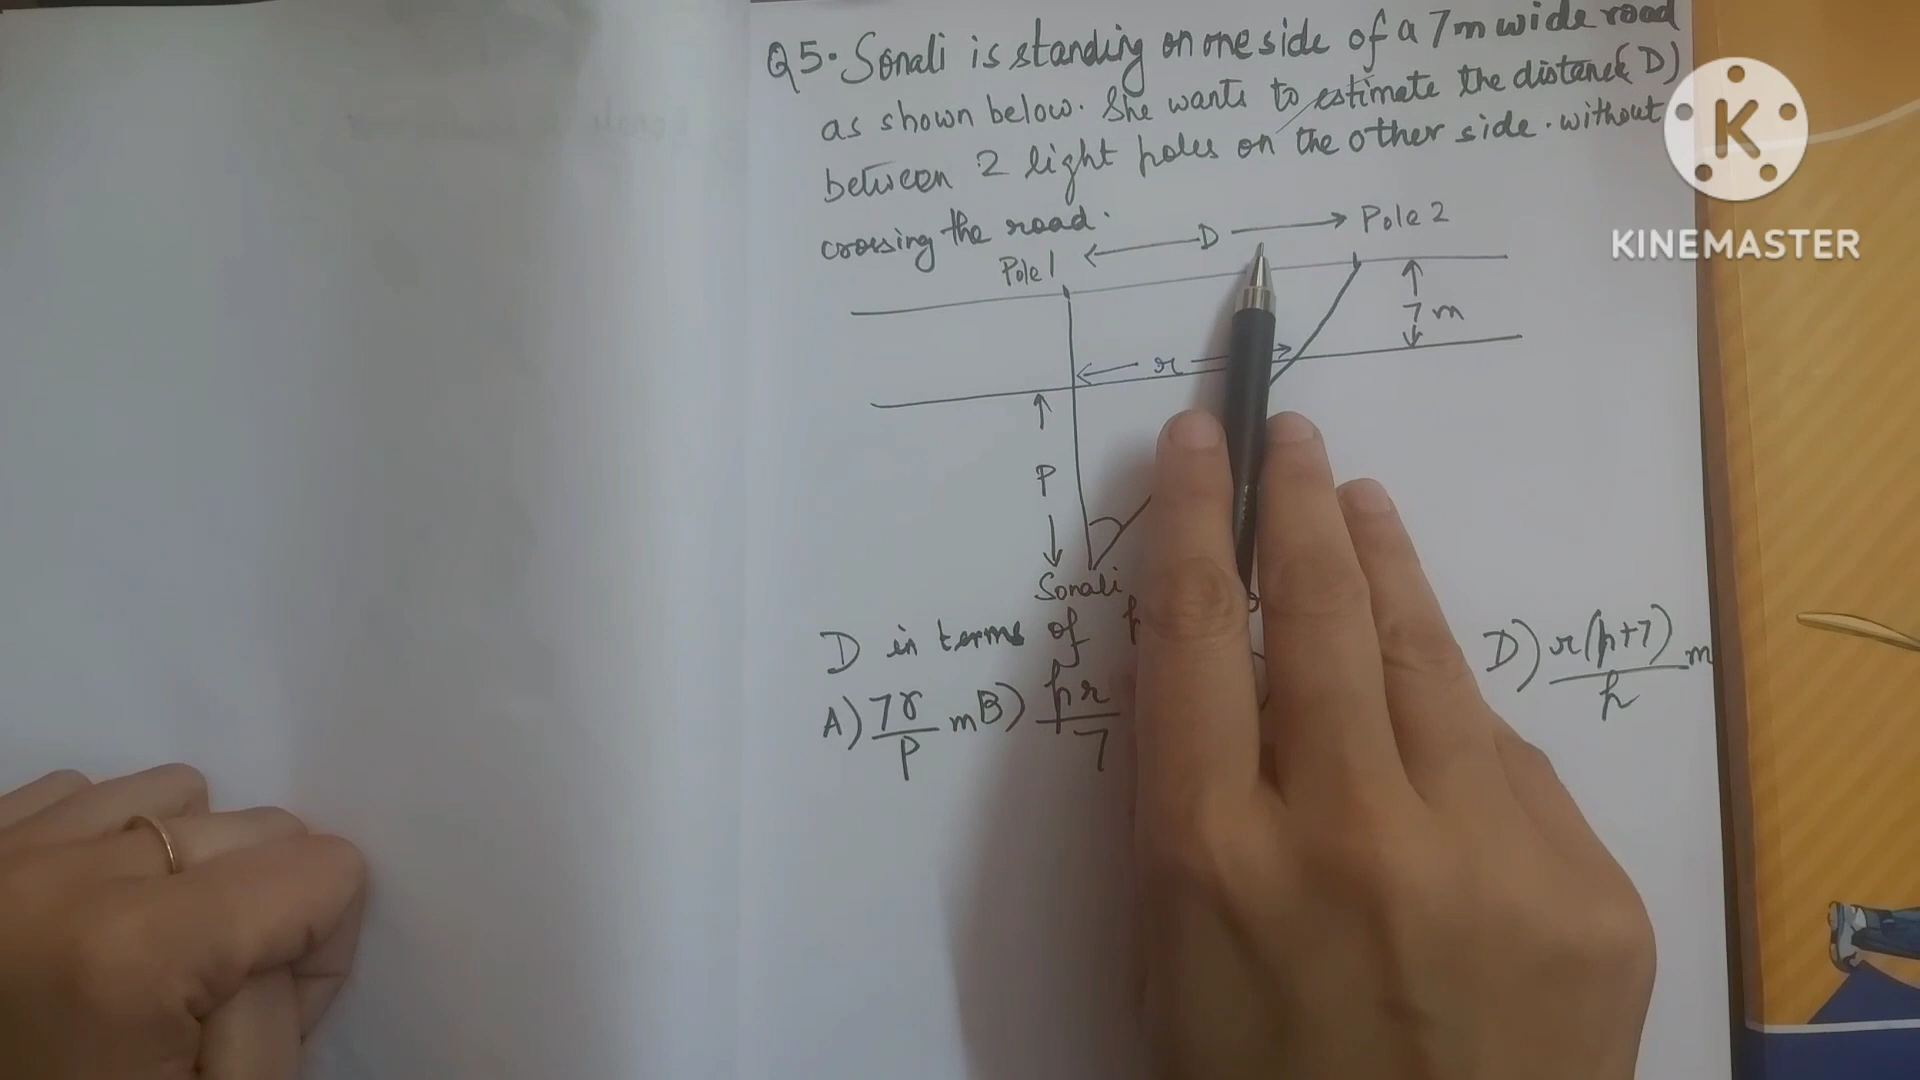 Q5. Sonali is standing on one side of a 7m wide road
as shown below. She wants to estimate the distance (D)
between 2 light poles on the other side. without
crossing the road.
Pole 1 D Pole 2
7 m
r
P
Sonali
D in terms of
A) 7r/p m B) pr/7 D) r(p+7)/p m
K
KINEMASTER